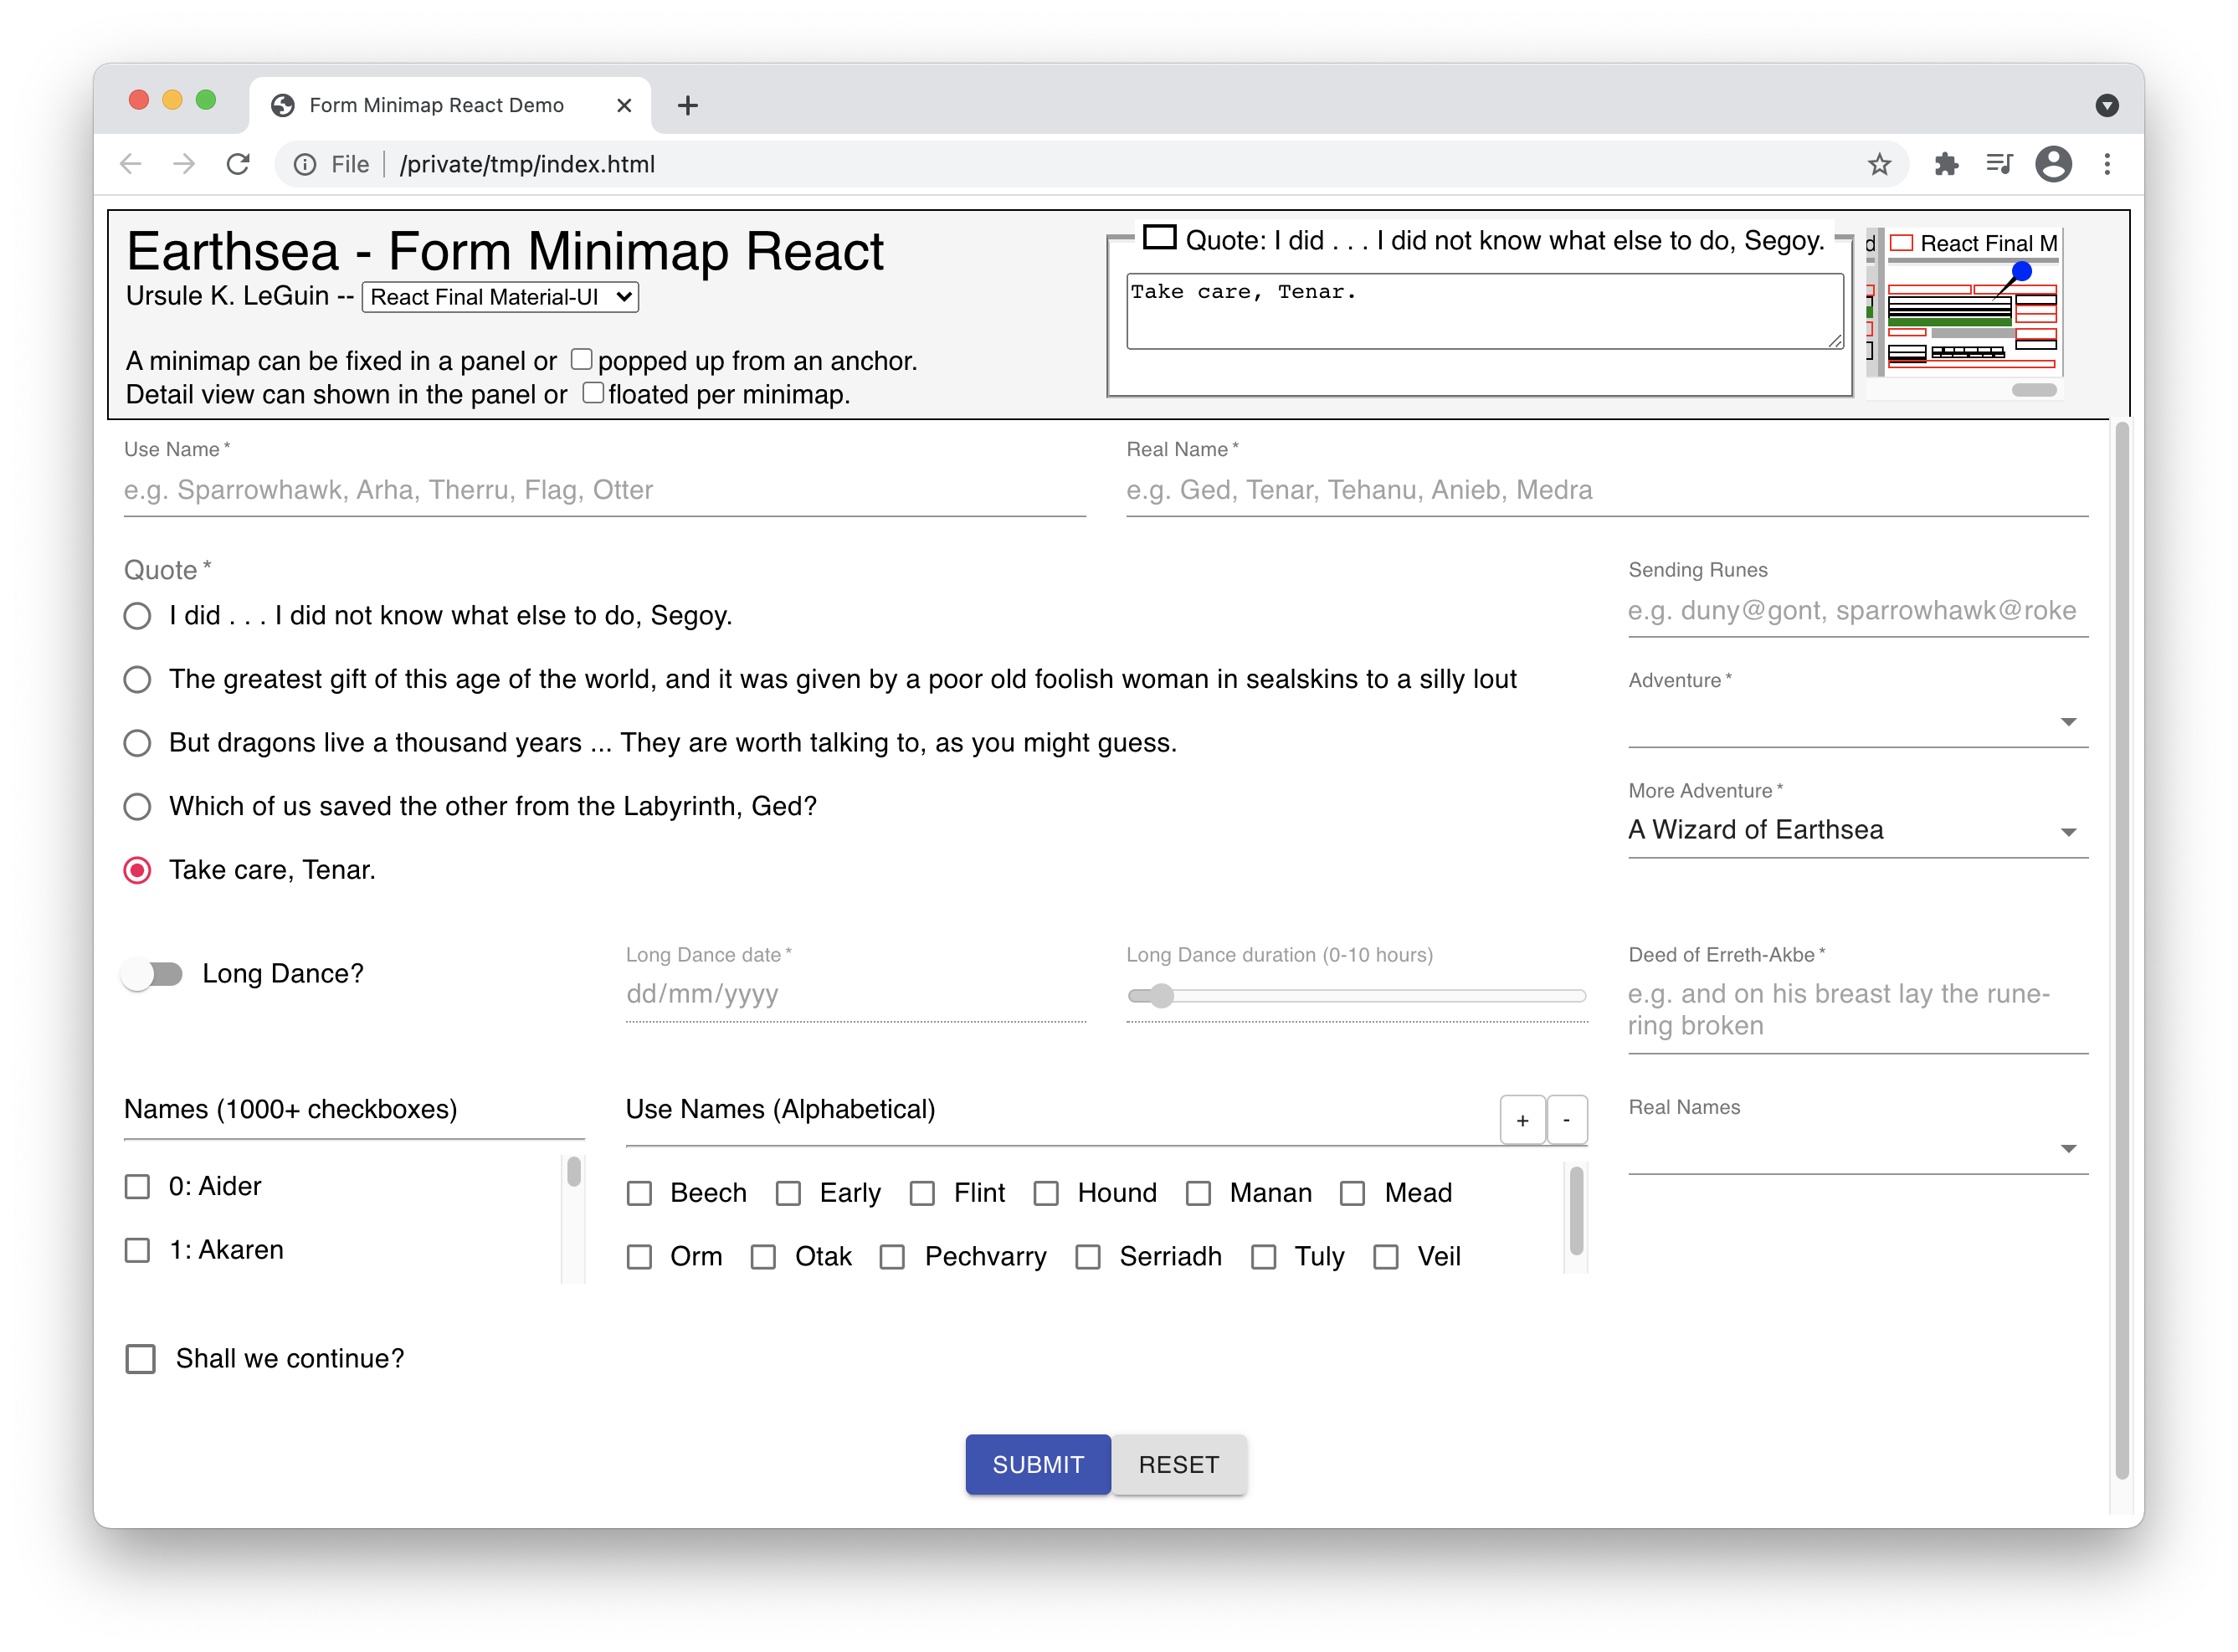 Form Minimap React Demo
File /private/tmp/index.html
Earthsea - Form Minimap React
Ursule K. LeGuin -- React Final Material-UI
A minimap can be fixed in a panel or popped up from an anchor.
Detail view can shown in the panel or floated per minimap.
Quote: I did . . . I did not know what else to do, Segoy.
Take care, Tenar.
d React Final M
Use Name *
e.g. Sparrowhawk, Arha, Therru, Flag, Otter
Real Name *
e.g. Ged, Tenar, Tehanu, Anieb, Medra
Quote *
I did . . . I did not know what else to do, Segoy.
The greatest gift of this age of the world, and it was given by a poor old foolish woman in sealskins to a silly lout
But dragons live a thousand years ... They are worth talking to, as you might guess.
Which of us saved the other from the Labyrinth, Ged?
Take care, Tenar.
Sending Runes
e.g. duny@gont, sparrowhawk@roke
Adventure *
More Adventure *
A Wizard of Earthsea
Long Dance?
Long Dance date *
dd/mm/yyyy
Long Dance duration (0-10 hours)
Deed of Erreth-Akbe *
e.g. and on his breast lay the rune-
ring broken
Names (1000+ checkboxes)
0: Aider
1: Akaren
Use Names (Alphabetical)
+ -
Beech Early Flint Hound Manan Mead
Orm Otak Pechvarry Serriadh Tuly Veil
Real Names
Shall we continue?
SUBMIT RESET